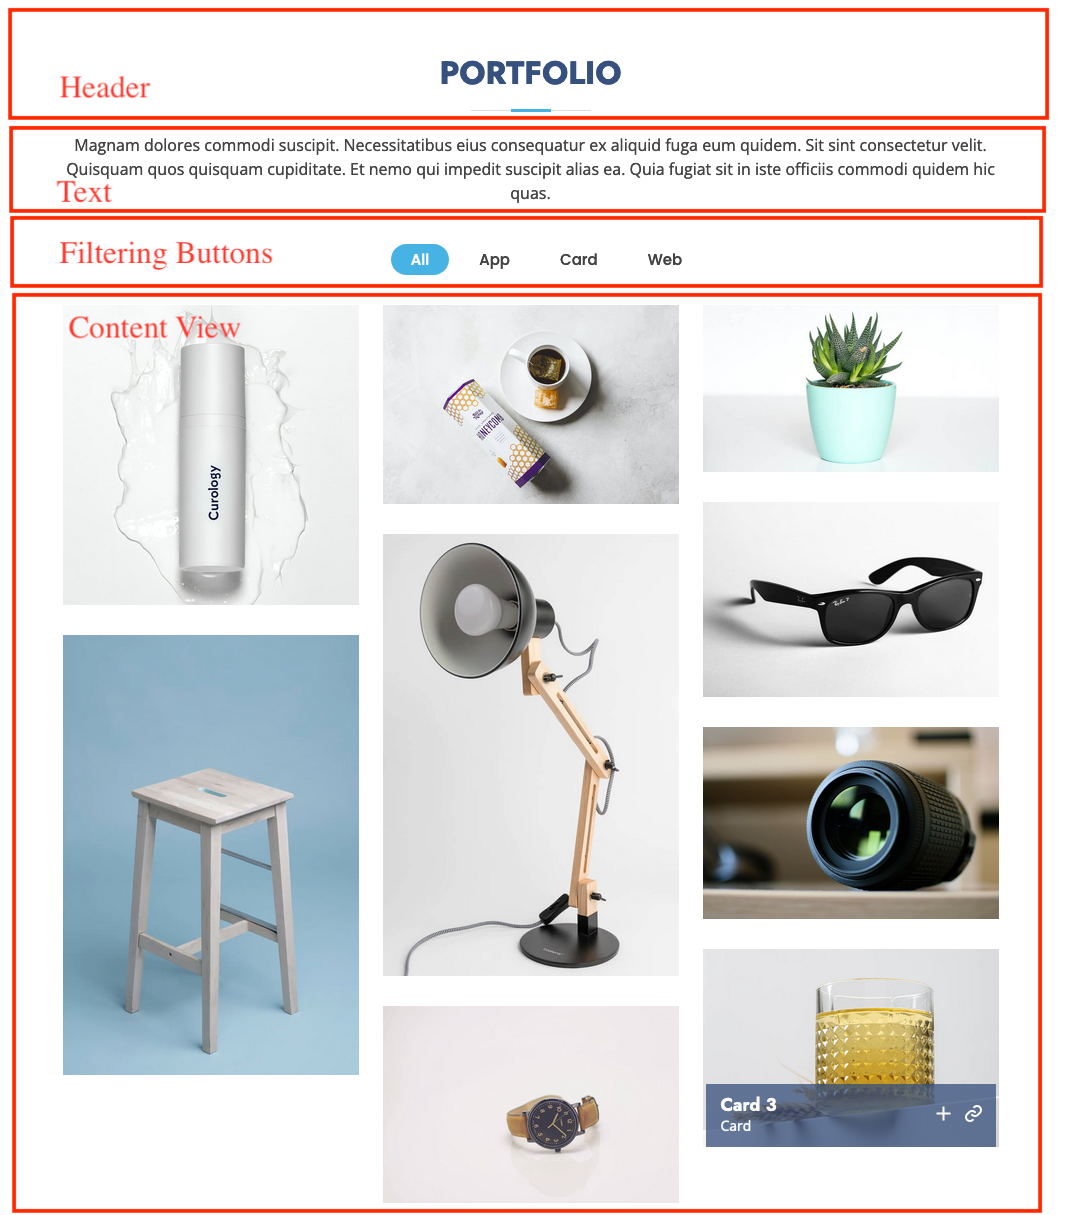 PORTFOLIO
Header
Magnam dolores commodi suscipit. Necessitatibus eius consequatur ex aliquid fuga eum quidem. Sit sint consectetur velit.
Quisquam quos quisquam cupiditate. Et nemo qui impedit suscipit alias ea. Quia fugiat sit in iste officiis commodi quidem hic
quas.
Text
Filtering Buttons
All App Card Web
Content View
Curology
HONEYCOMB
Ray-Ban
Card 3
Card